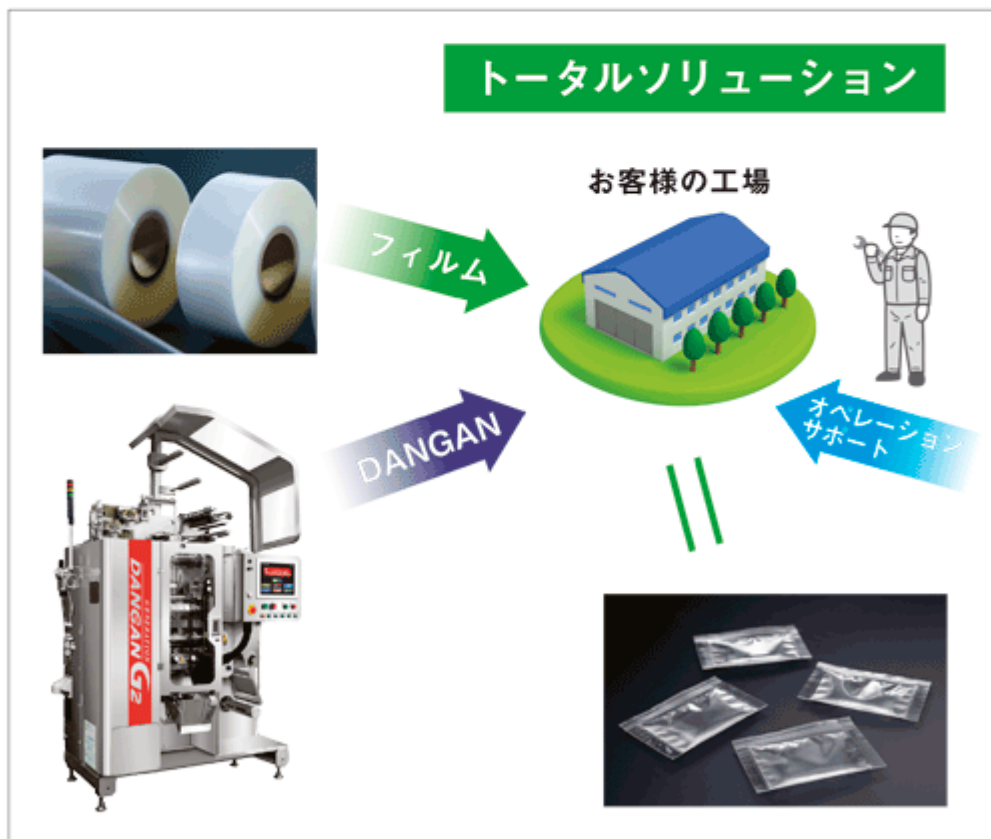 トータルソリューション
お客様の工場
フィルム
DANGAN
オペレーション
サポート
DANGAN G2
GENERATION